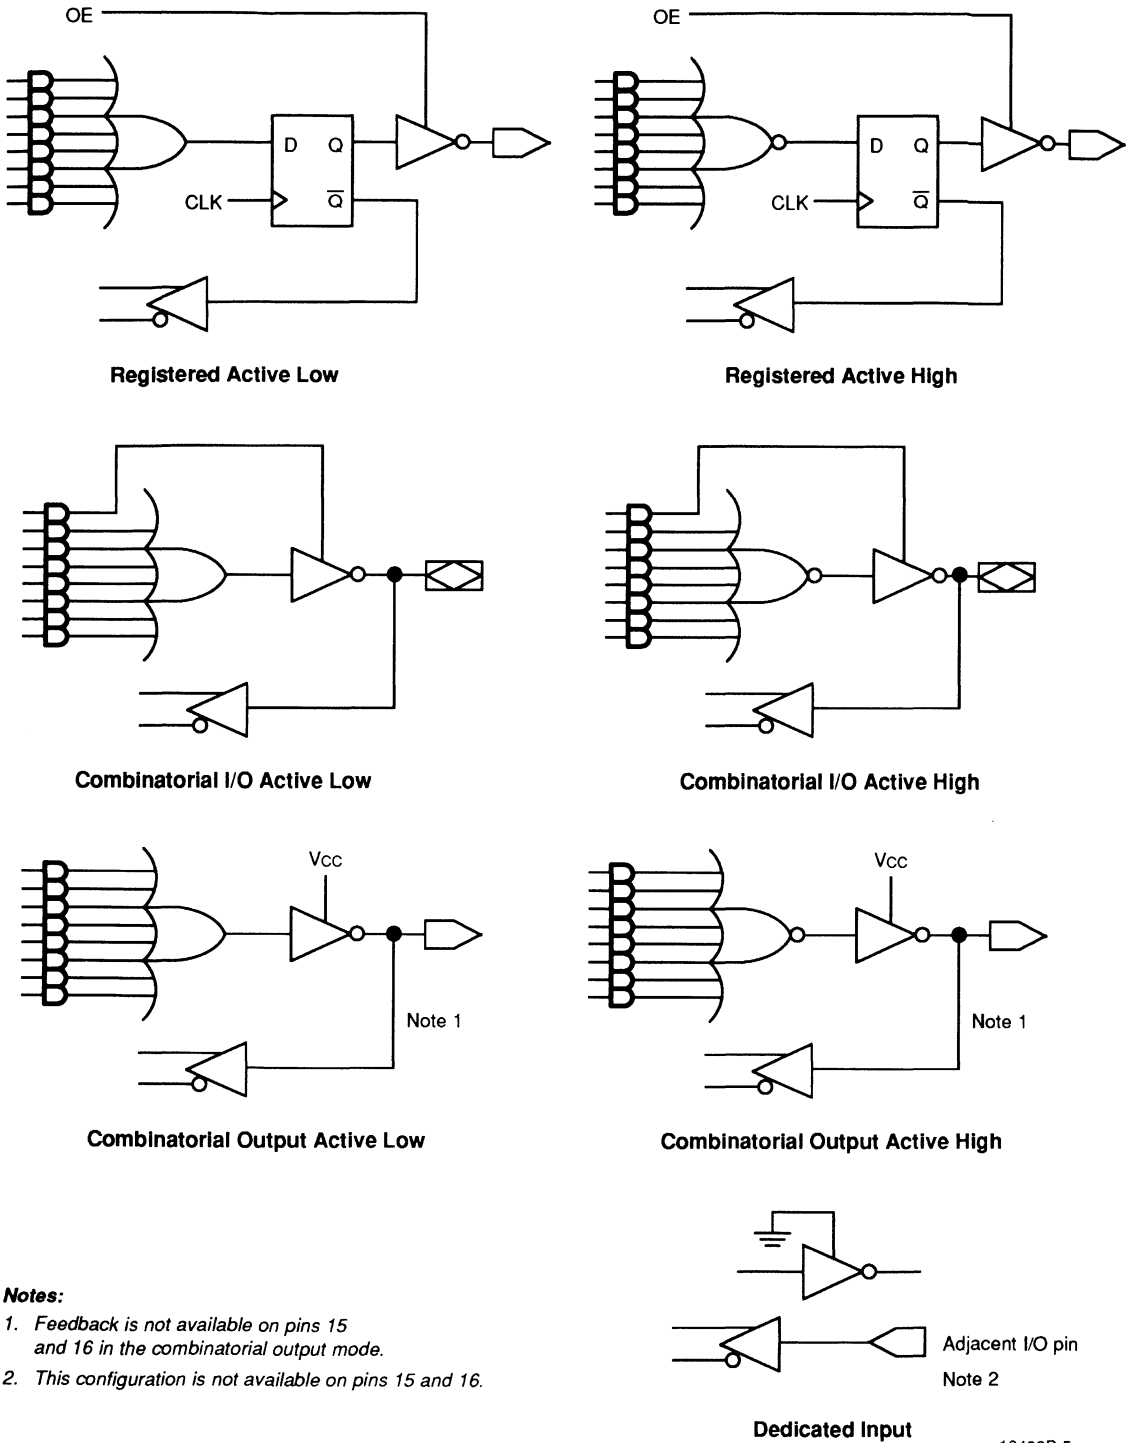 OE
OE
D Q
CLK
Q
D Q
CLK
Q
Registered Active Low
Registered Active High
Combinatorial I/O Active Low
Combinatorial I/O Active High
VCC
VCC
Note 1
Note 1
Combinatorial Output Active Low
Combinatorial Output Active High
Notes:
1. Feedback is not available on pins 15
and 16 in the combinatorial output mode.
2. This configuration is not available on pins 15 and 16.
Adjacent I/O pin
Note 2
Dedicated Input